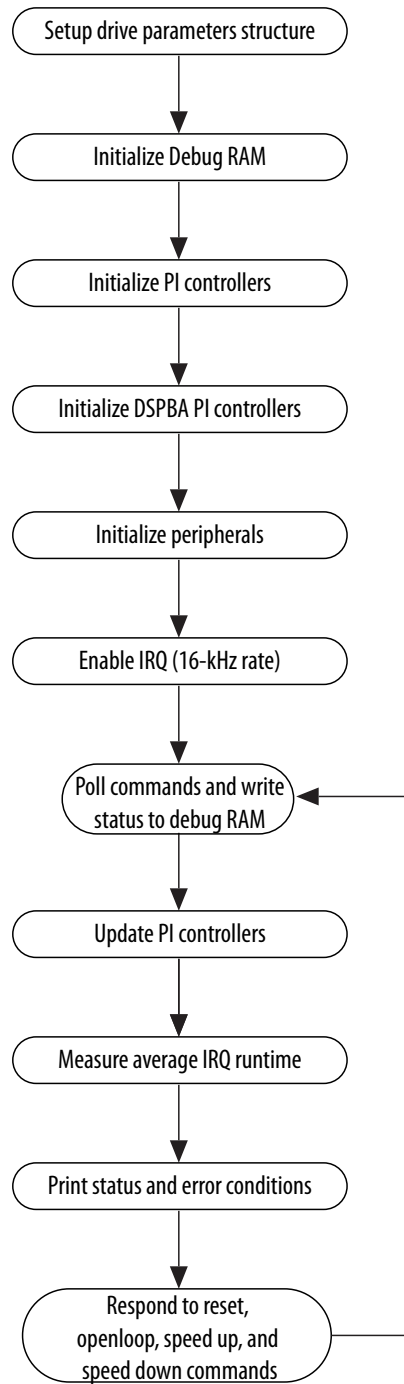 Setup drive parameters structure
Initialize Debug RAM
Initialize PI controllers
Initialize DSPBA PI controllers
Initialize peripherals
Enable IRQ (16-kHz rate)
Poll commands and write
status to debug RAM
Update PI controllers
Measure average IRQ runtime
Print status and error conditions
Respond to reset,
openloop, speed up, and
speed down commands